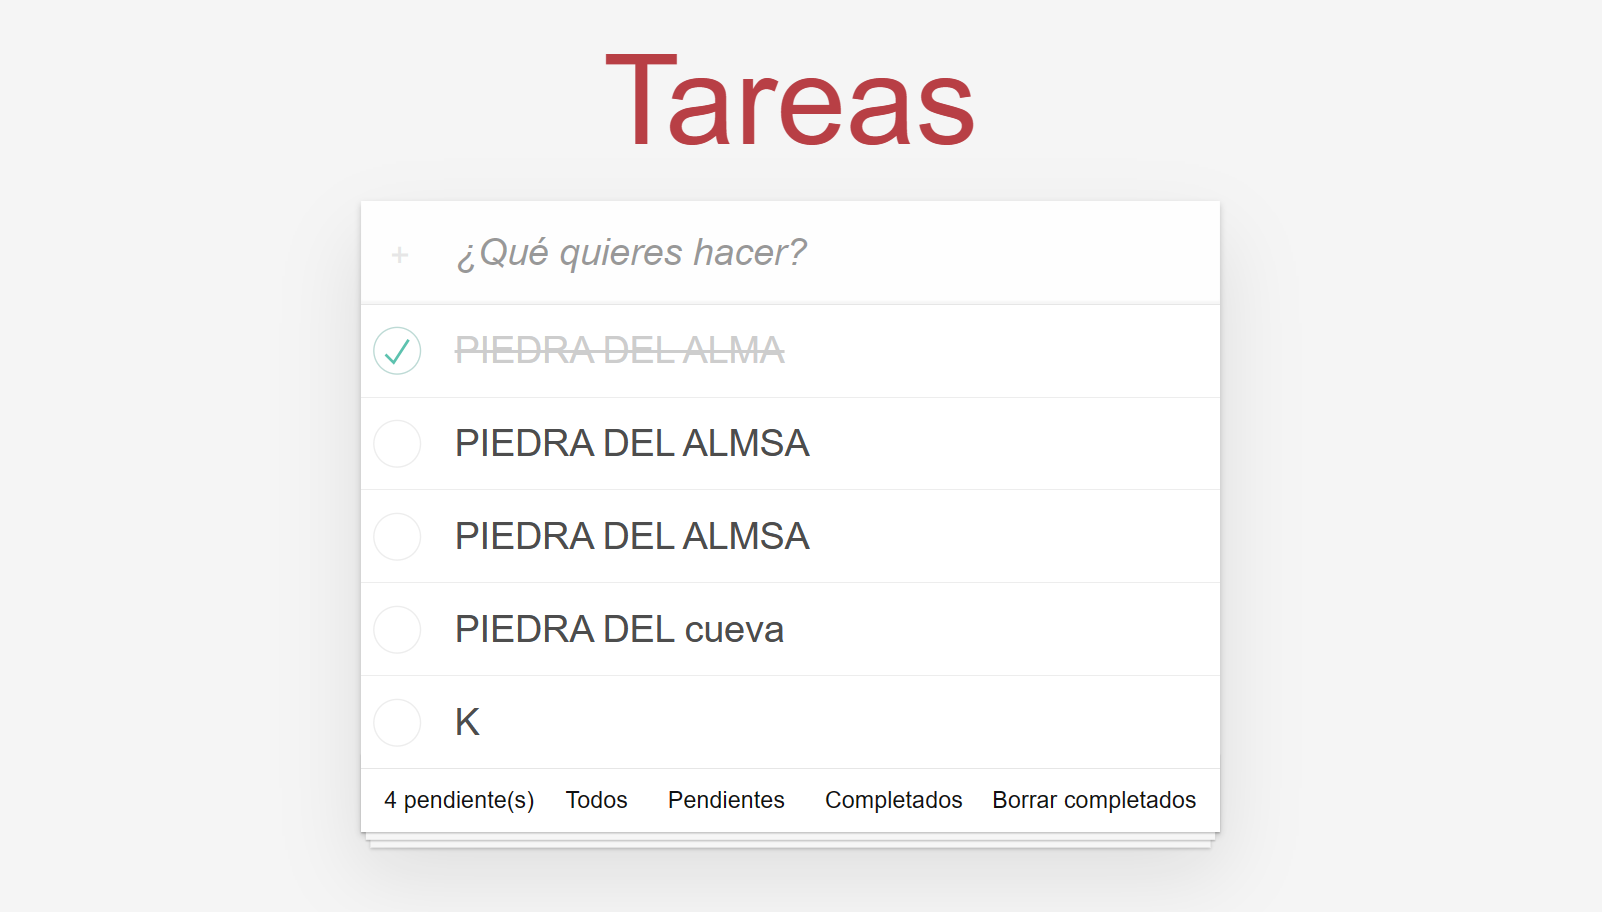 Tareas
+ ¿Qué quieres hacer?
PIEDRA DEL ALMA
PIEDRA DEL ALMSA
PIEDRA DEL ALMSA
PIEDRA DEL cueva
K
4 pendiente(s) Todos Pendientes Completados Borrar completados